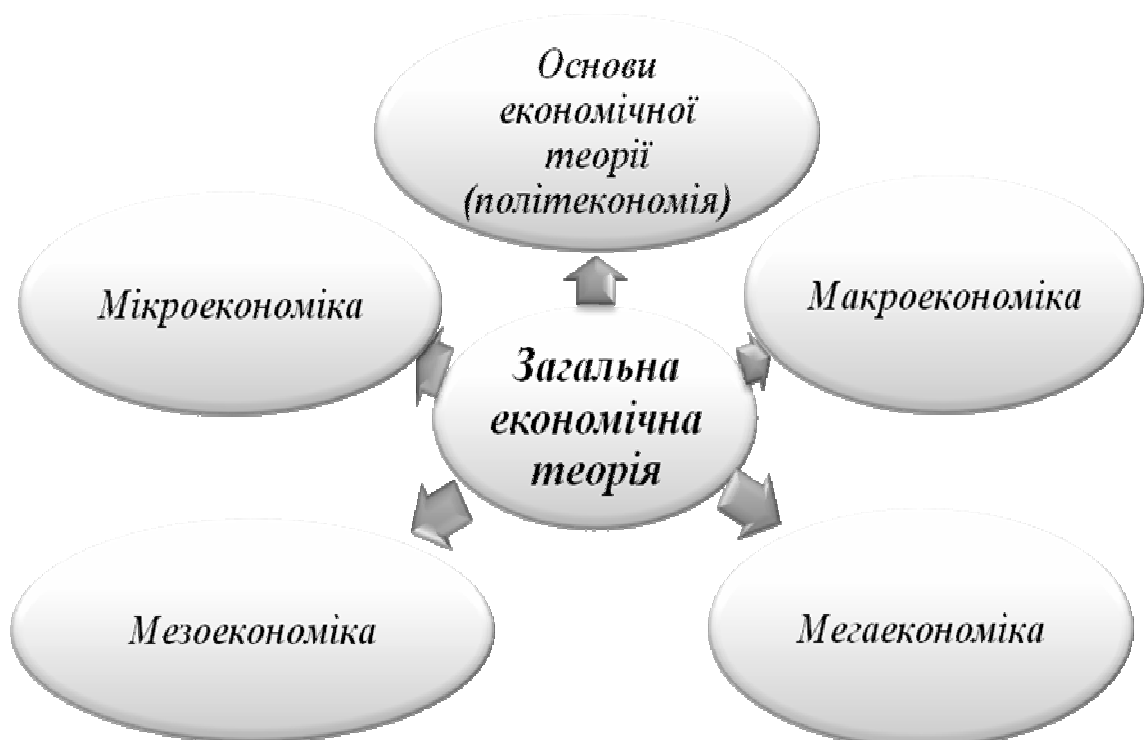 Основи
економічної
теорії
(політекономія)
Мікроекономіка
Макроекономіка
Загальна
економічна
теорія
Мезоекономіка
Мегаекономіка